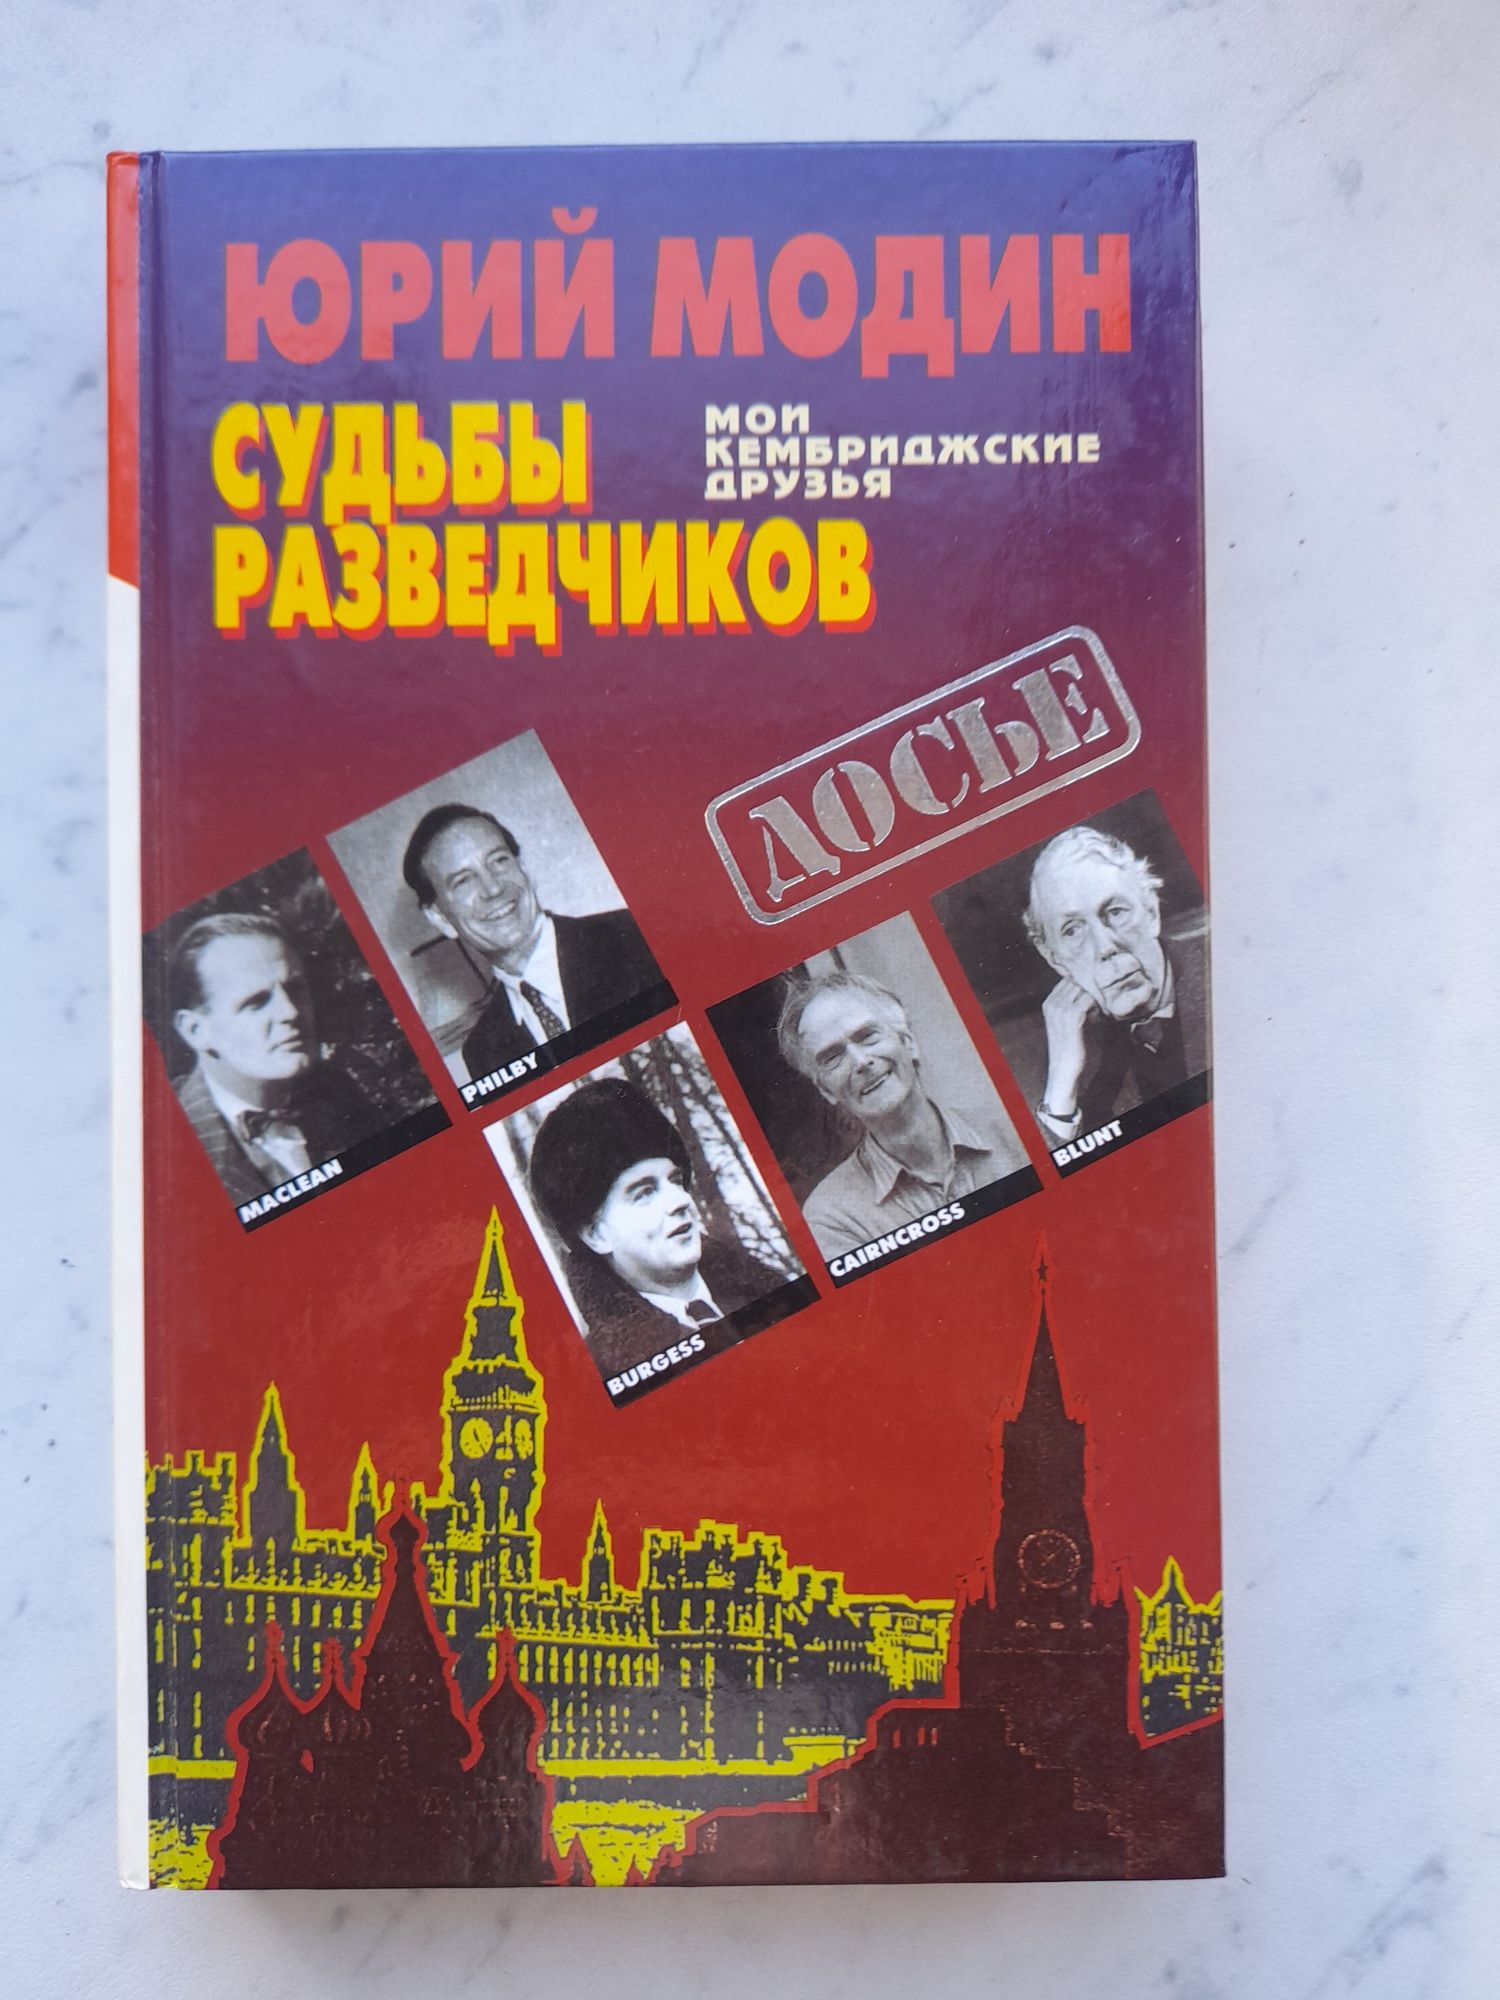 ЮРИЙ МОДИН
СУДЬБЫ
РАЗВЕДЧИКОВ
МОИ
КЕМБРИДЖСКИЕ
ДРУЗЬЯ
ДОСЬЕ
MACLEAN
PHILBY
BURGESS
CAIRNCROSS
BLUNT